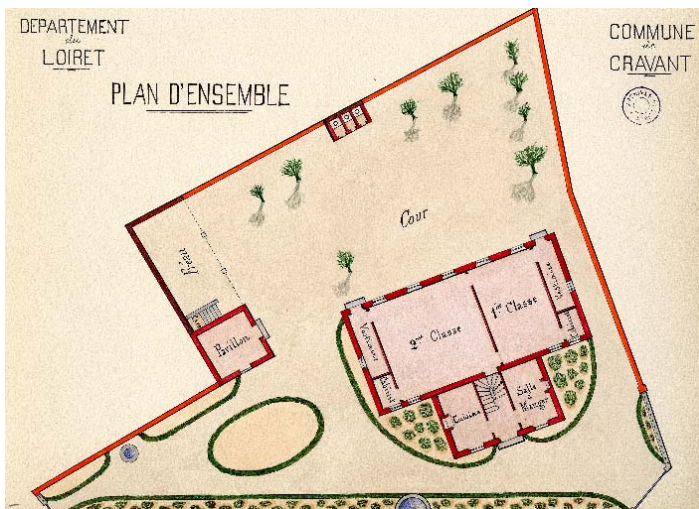 DEPARTEMENT
du
LOIRET
PLAN D'ENSEMBLE
COMMUNE
de
CRAVANT
Cour
Préau
Pavillon
Vestiaire
2me Classe
1re Classe
Vestiaire
Cuisine
Salle
à
Manger